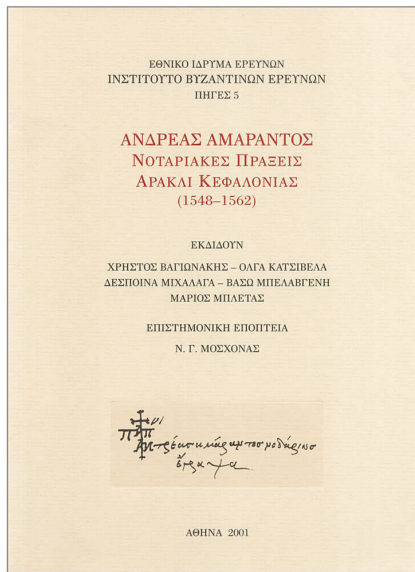 ΕΘΝΙΚΟ ΙΔΡΥΜΑ ΕΡΕΥΝΩΝ
ΙΝΣΤΙΤΟΥΤΟ ΒΥΖΑΝΤΙΝΩΝ ΕΡΕΥΝΩΝ
ΠΗΓΕΣ 5
ΑΝΔΡΕΑΣ ΑΜΑΡΑΝΤΟΣ
ΝΟΤΑΡΙΑΚΕΣ ΠΡΑΞΕΙΣ
ΑΡΑΚΛΙ ΚΕΦΑΛΟΝΙΑΣ
(1548–1562)
ΕΚΔΙΔΟΥΝ
ΧΡΗΣΤΟΣ ΒΑΓΙΩΝΑΚΗΣ – ΟΛΓΑ ΚΑΤΣΙΒΕΛΑ
ΔΕΣΠΟΙΝΑ ΜΙΧΑΛΑΓΑ – ΒΑΣΩ ΜΠΕΛΑΒΓΕΝΗ
ΜΑΡΙΟΣ ΜΠΛΕΤΑΣ
ΕΠΙΣΤΗΜΟΝΙΚΗ ΕΠΟΠΤΕΙΑ
Ν. Γ. ΜΟΣΧΟΝΑΣ
ΑΘΗΝΑ 2001